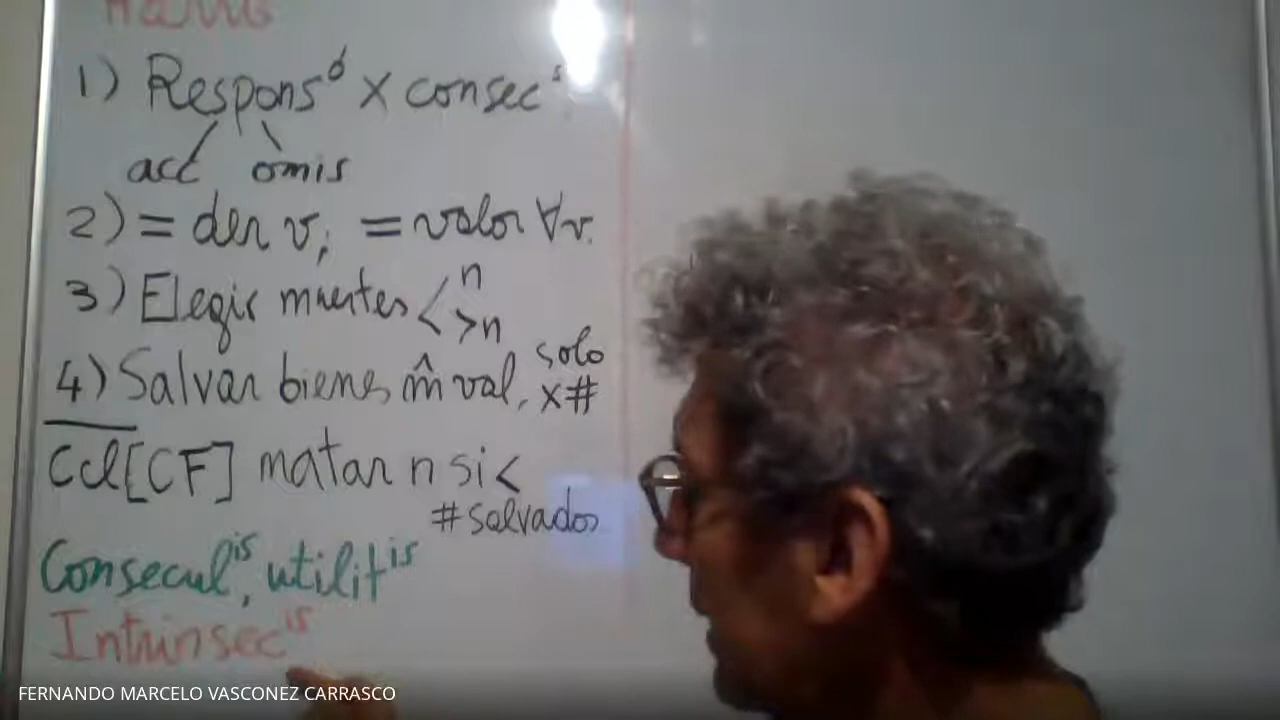 Harris
1) Respons^d x consec^s
acc omis
2) = der v, = valor ∀v.
3) Elegir muertes < n
>n
4) Salvar bienes m̂ val, solo
x#
Ccl[CF] matar n si <
#salvados
Consecul^is, utilit^is
Intrinsec^is
FERNANDO MARCELO VASCONEZ CARRASCO